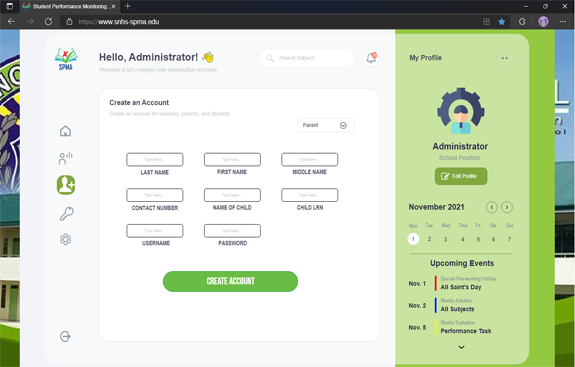 Student Performance Monitoring...
https://www.snhs-spma.edu
SPMA
Hello, Administrator!
Welcome & let's manage your organization accounts
Search Subject...
Create an Account
Create an account for teachers, parents, and students
Parent
Type here...
Type here...
Type here...
LAST NAME
FIRST NAME
MIDDLE NAME
Type here...
Type here...
Type here...
CONTACT NUMBER
NAME OF CHILD
CHILD LRN
Type here...
Type here...
USERNAME
PASSWORD
CREATE ACCOUNT
My Profile
Administrator
School Position
Edit Profile
November 2021
Mon Tue Wed Thur Fri Sat Sun
1 2 3 4 5 6 7
Upcoming Events
Special (Non-working) Holiday
Nov. 1 All Saint's Day
Weekly Activities
Nov. 2 All Subjects
Weekly Evaluation
Nov. 5 Performance Task